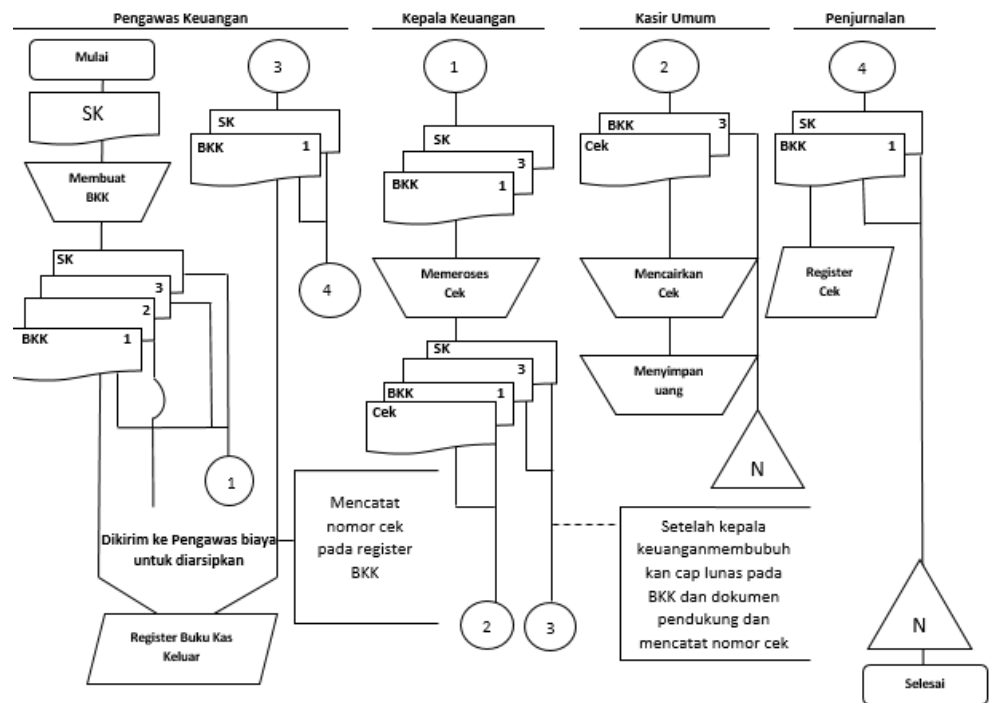 Pengawas Keuangan
Mulai
SK
Membuat
BKK
SK
3
2
BKK 1
1
Dikirim ke Pengawas biaya
untuk diarsipkan
Register Buku Kas
Keluar
3
SK
BKK 1
4
Mencatat
nomor cek
pada register
BKK
Kepala Keuangan
1
SK
3
BKK 1
Memeroses
Cek
SK
3
BKK 1
Cek
2
3
Setelah kepala
keuanganmembubuh
kan cap lunas pada
BKK dan dokumen
pendukung dan
mencatat nomor cek
Kasir Umum
2
BKK 3
Cek
Mencairkan
Cek
Menyimpan
uang
N
Penjurnalan
4
SK
BKK 1
Register
Cek
N
Selesai